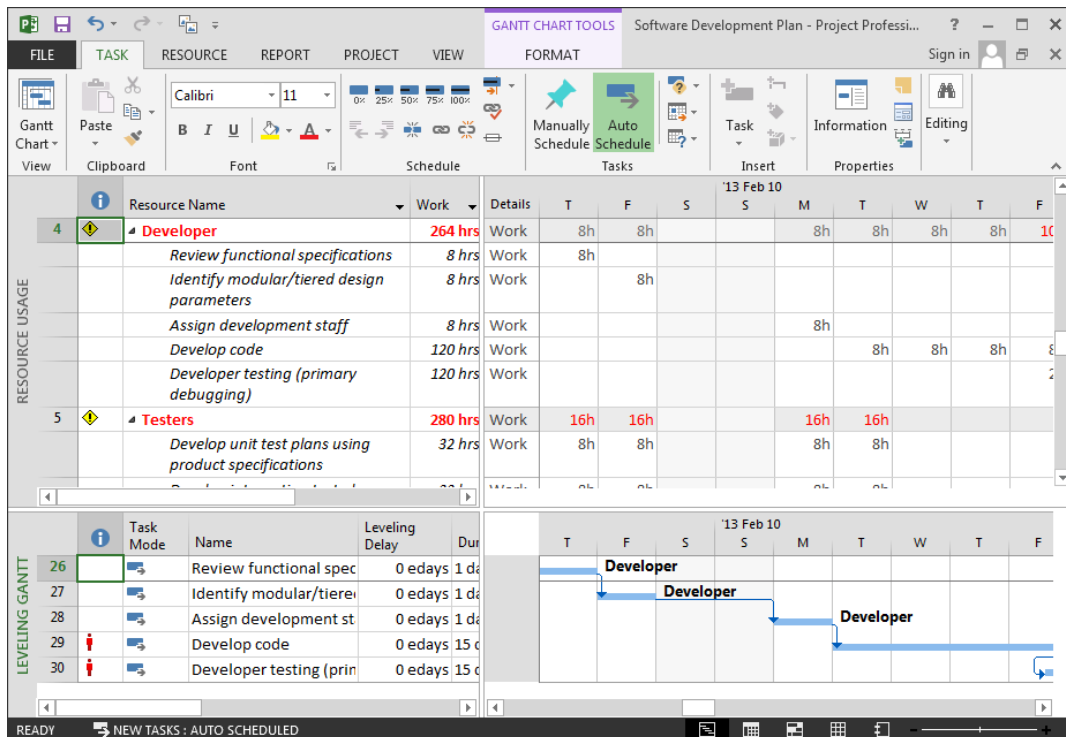 GANTT CHART TOOLS Software Development Plan - Project Professi...
FILE TASK RESOURCE REPORT PROJECT VIEW FORMAT Sign in
Gantt Chart
Paste
Calibri 11
B I U A
0% 25% 50% 75% 100%
Manually Schedule
Auto Schedule
Task
Information
Editing
View Clipboard Font Schedule Tasks Insert Properties
RESOURCE USAGE
'13 Feb 10
Resource Name Work Details T F S S M T W T F
4 Developer 264 hrs Work 8h 8h 8h 8h 8h 8h 10
Review functional specifications 8 hrs Work 8h
Identify modular/tiered design 8 hrs Work 8h
parameters
Assign development staff 8 hrs Work 8h
Develop code 120 hrs Work 8h 8h 8h
Developer testing (primary 120 hrs Work
debugging)
5 Testers 280 hrs Work 16h 16h 16h 16h
Develop unit test plans using 32 hrs Work 8h 8h 8h 8h
product specifications
LEVELING GANTT
Task Mode Name Leveling Delay Dur
'13 Feb 10
T F S S M T W T F
26 Review functional spec 0 edays 1 da Developer
27 Identify modular/tiere 0 edays 1 da Developer
28 Assign development st 0 edays 1 da Developer
29 Develop code 0 edays 15 d
30 Developer testing (prin 0 edays 15 d
READY NEW TASKS : AUTO SCHEDULED